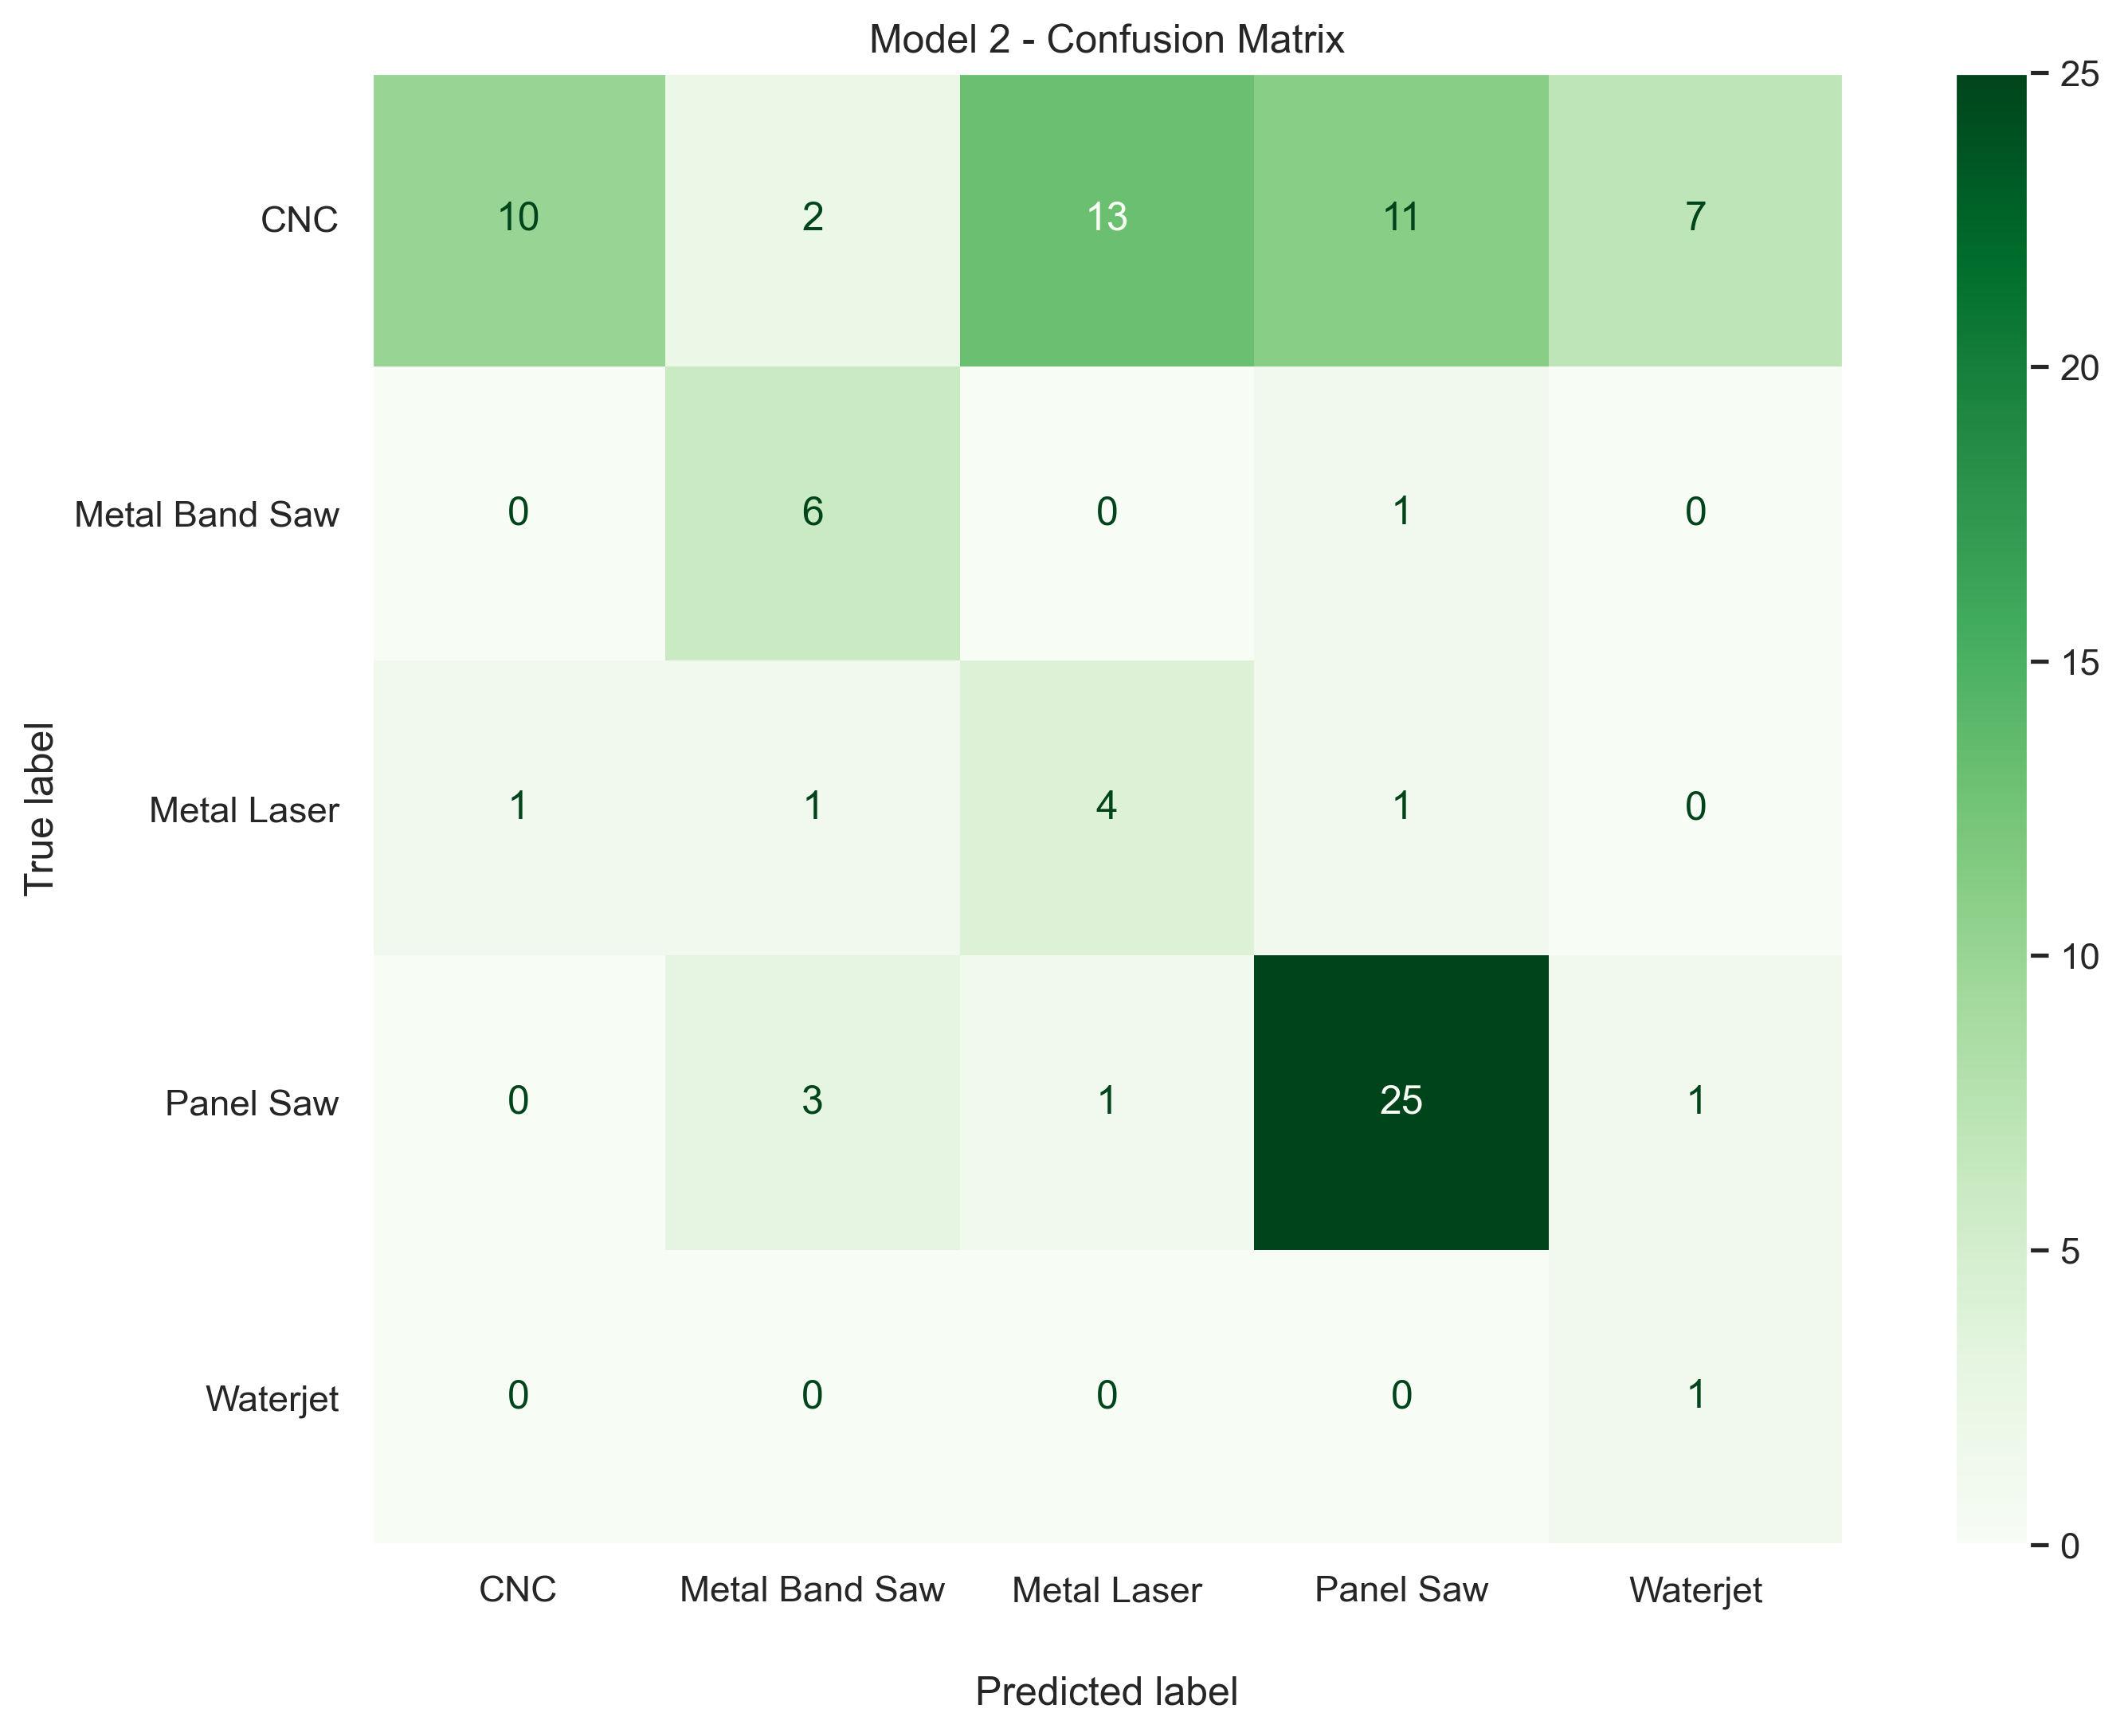 Model 2 - Confusion Matrix
25
CNC 10 2 13 11 7
20
Metal Band Saw 0 6 0 1 0
15
True label
Metal Laser 1 1 4 1 0
10
Panel Saw 0 3 1 25 1
5
Waterjet 0 0 0 0 1
0
CNC Metal Band Saw Metal Laser Panel Saw Waterjet
Predicted label